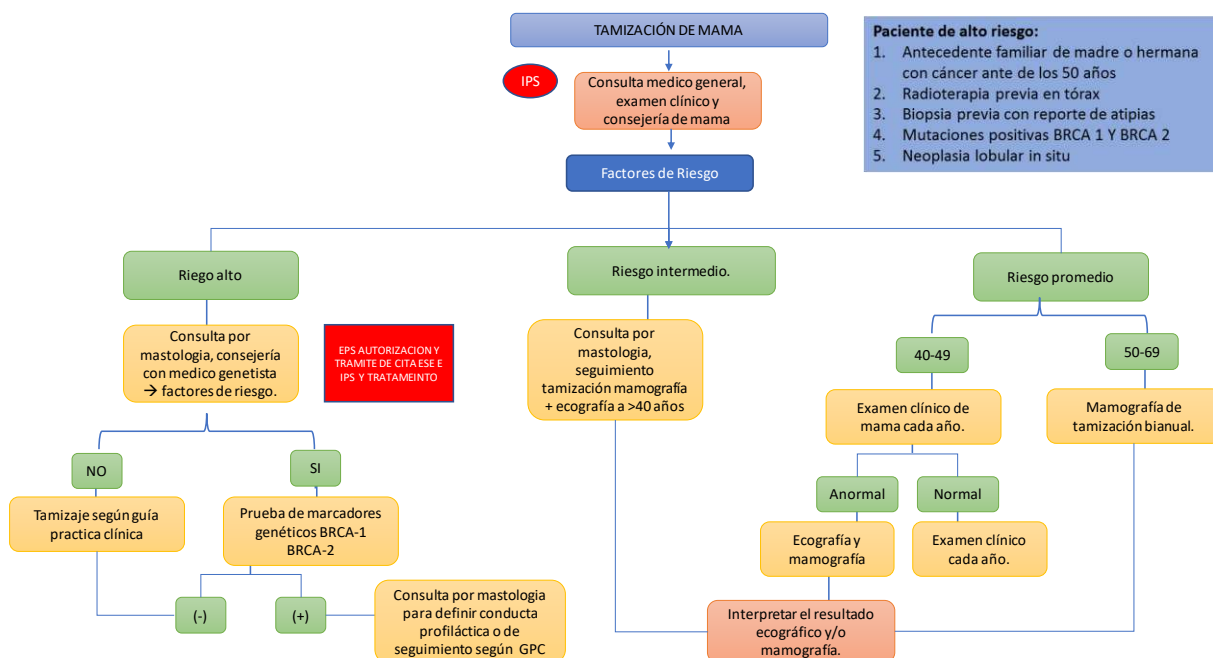 TAMIZACIÓN DE MAMA
IPS
Consulta medico general,
examen clínico y
consejería de mama
Paciente de alto riesgo:
1. Antecedente familiar de madre o hermana
con cáncer ante de los 50 años
2. Radioterapia previa en tórax
3. Biopsia previa con reporte de atipias
4. Mutaciones positivas BRCA 1 Y BRCA 2
5. Neoplasia lobular in situ
Factores de Riesgo
Riego alto
Riesgo intermedio.
Riesgo promedio
Consulta por
mastologia, consejería
con medico genetista
→ factores de riesgo.
EPS AUTORIZACION Y
TRAMITE DE CITA ESE E
IPS Y TRATAMEINTO
Consulta por
mastologia,
seguimiento
tamización mamografía
+ ecografía a >40 años
40-49
50-69
Examen clínico de
mama cada año.
Mamografía de
tamización bianual.
NO
SI
Anormal
Normal
Tamizaje según guía
practica clínica
Prueba de marcadores
genéticos BRCA-1
BRCA-2
Ecografía y
mamografía
Examen clínico
cada año.
(-)
(+)
Consulta por mastologia
para definir conducta
profiláctica o de
seguimiento según GPC
Interpretar el resultado
ecográfico y/o
mamografía.